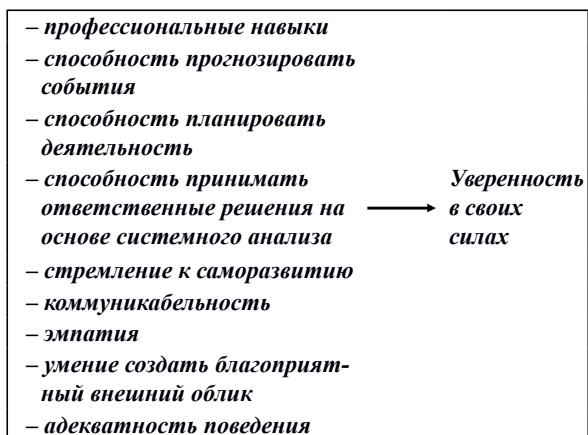 – профессиональные навыки
– способность прогнозировать
события
– способность планировать
деятельность
– способность принимать
ответственные решения на
основе системного анализа
– стремление к саморазвитию
– коммуникабельность
– эмпатия
– умение создать благоприят-
ный внешний облик
– адекватность поведения
Уверенность
в своих
силах